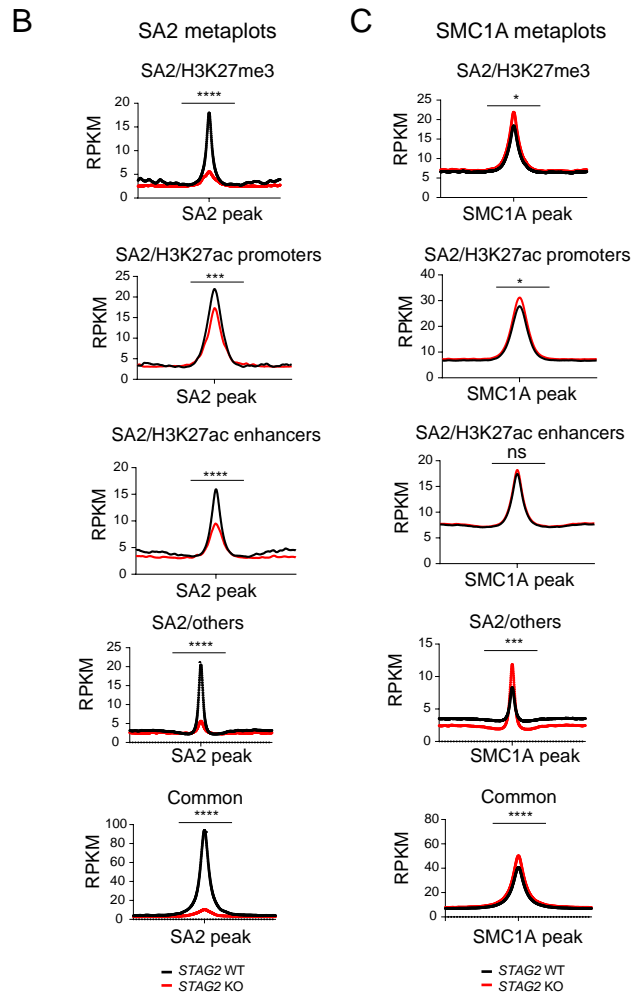 B
SA2 metaplots
SA2/H3K27me3
****
RPKM
20
15
10
5
0
SA2 peak
SA2/H3K27ac promoters
***
RPKM
25
20
15
10
5
0
SA2 peak
SA2/H3K27ac enhancers
****
RPKM
20
15
10
5
0
SA2 peak
SA2/others
****
RPKM
25
20
15
10
5
0
SA2 peak
Common
****
RPKM
100
80
60
40
20
0
SA2 peak
STAG2 WT
STAG2 KO
C
SMC1A metaplots
SA2/H3K27me3
*
RPKM
25
20
15
10
5
0
SMC1A peak
SA2/H3K27ac promoters
*
RPKM
40
30
20
10
0
SMC1A peak
SA2/H3K27ac enhancers
ns
RPKM
20
15
10
5
0
SMC1A peak
SA2/others
***
RPKM
15
10
5
0
SMC1A peak
Common
****
RPKM
80
60
40
20
0
SMC1A peak
STAG2 WT
STAG2 KO